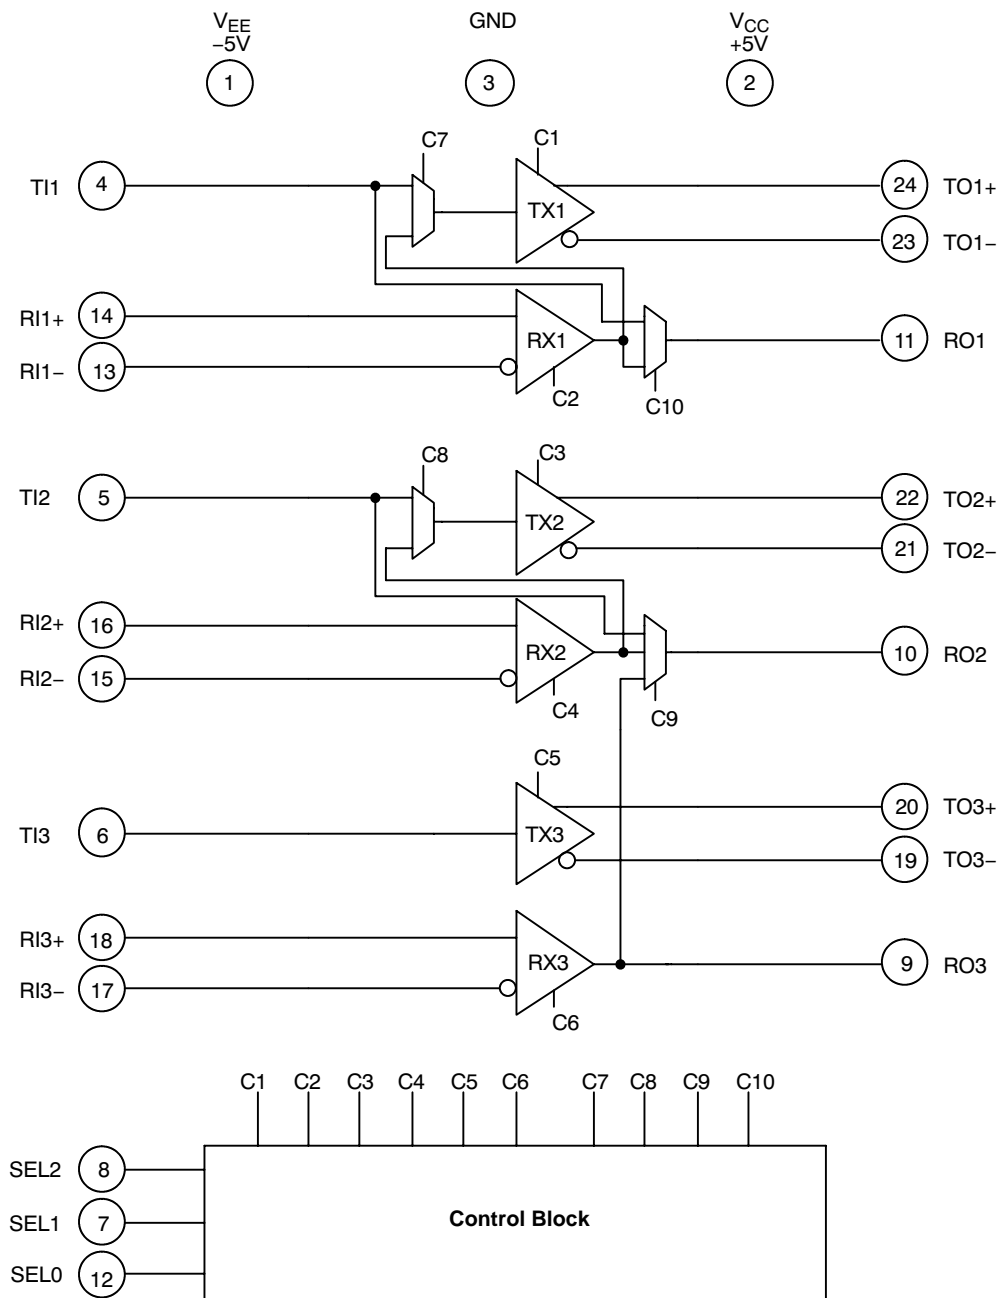 VEE GND VCC
−5V +5V
1 3 2
C7 C1
TI1 4 24 TO1+
TX1
23 TO1−
RI1+ 14
RX1 11 RO1
RI1− 13
C2 C10
C8 C3
TI2 5 22 TO2+
TX2
21 TO2−
RI2+ 16
RX2 10 RO2
RI2− 15
C4 C9
C5
20 TO3+
TI3 6 TX3
19 TO3−
RI3+ 18
RX3 9 RO3
RI3− 17
C6
C1 C2 C3 C4 C5 C6 C7 C8 C9 C10
SEL2 8
SEL1 7 Control Block
SEL0 12